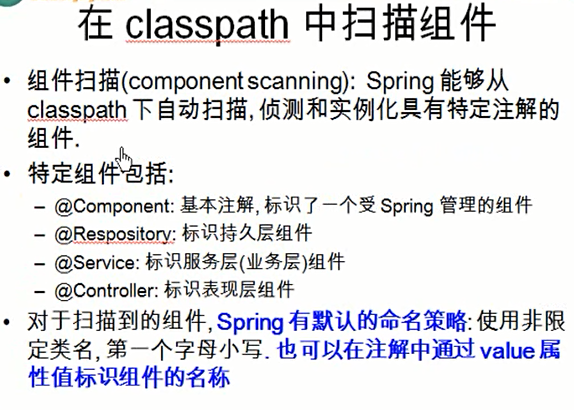 在 classpath 中扫描组件
• 组件扫描(component scanning): Spring 能够从
classpath 下自动扫描, 侦测和实例化具有特定注解的
组件.
• 特定组件包括:
– @Component: 基本注解, 标识了一个受 Spring 管理的组件
– @Respository: 标识持久层组件
– @Service: 标识服务层(业务层)组件
– @Controller: 标识表现层组件
• 对于扫描到的组件, Spring 有默认的命名策略: 使用非限
定类名, 第一个字母小写. 也可以在注解中通过 value 属
性值标识组件的名称